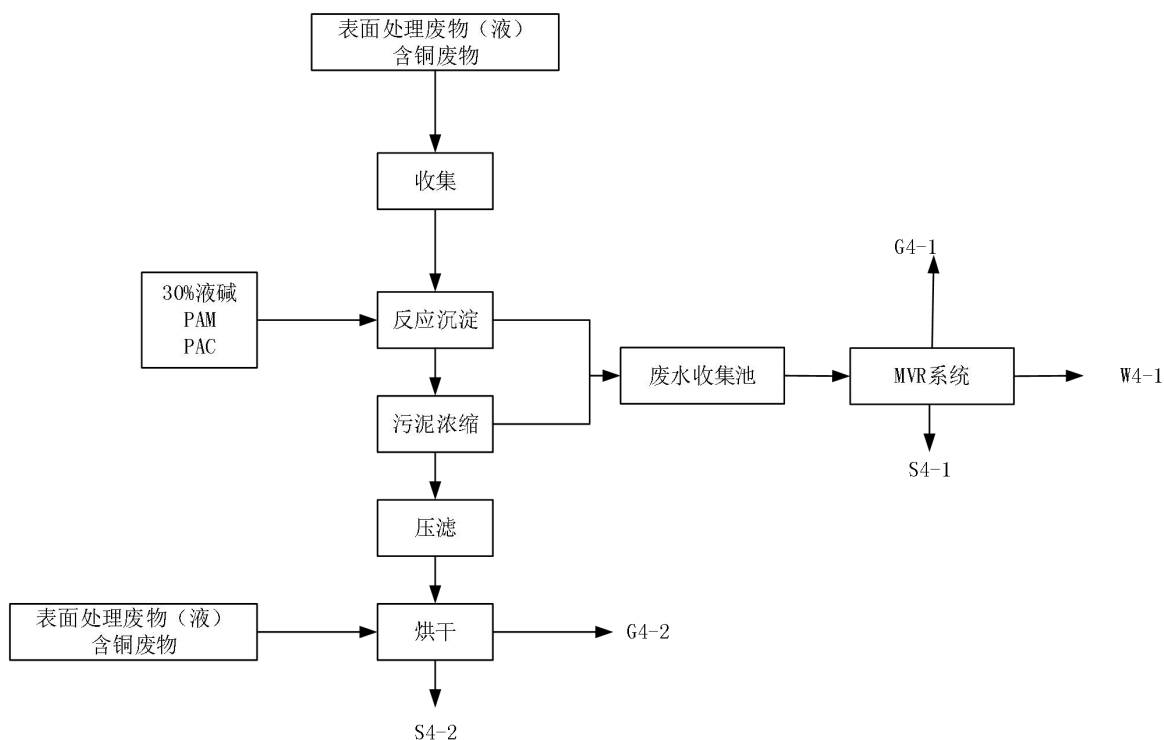 表面处理废物（液）
含铜废物
收集
G4-1
30%液碱
PAM
PAC
反应沉淀
废水收集池
MVR系统
W4-1
污泥浓缩
S4-1
压滤
表面处理废物（液）
含铜废物
烘干
G4-2
S4-2